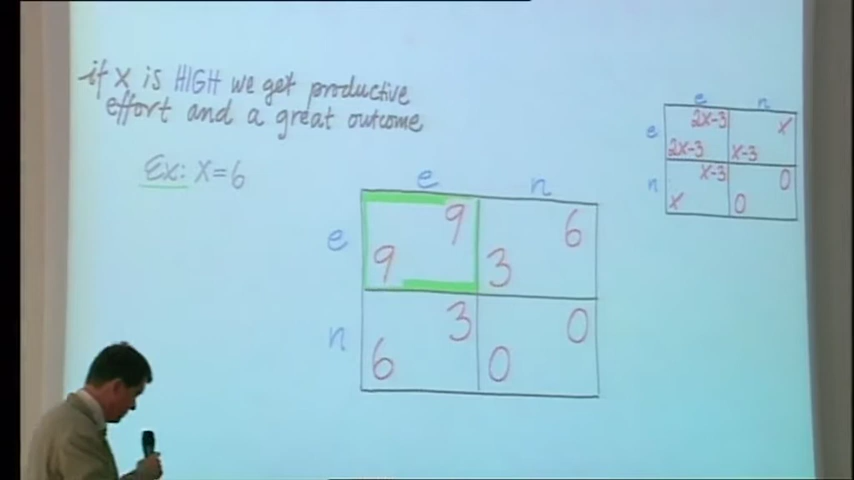 if x is HIGH we get productive
effort and a great outcome
Ex: x=6
e n
e 9 9 3 6
n 6 3 0 0
e n
e 2x-3 2x-3 x-3 x
n x x-3 0 0